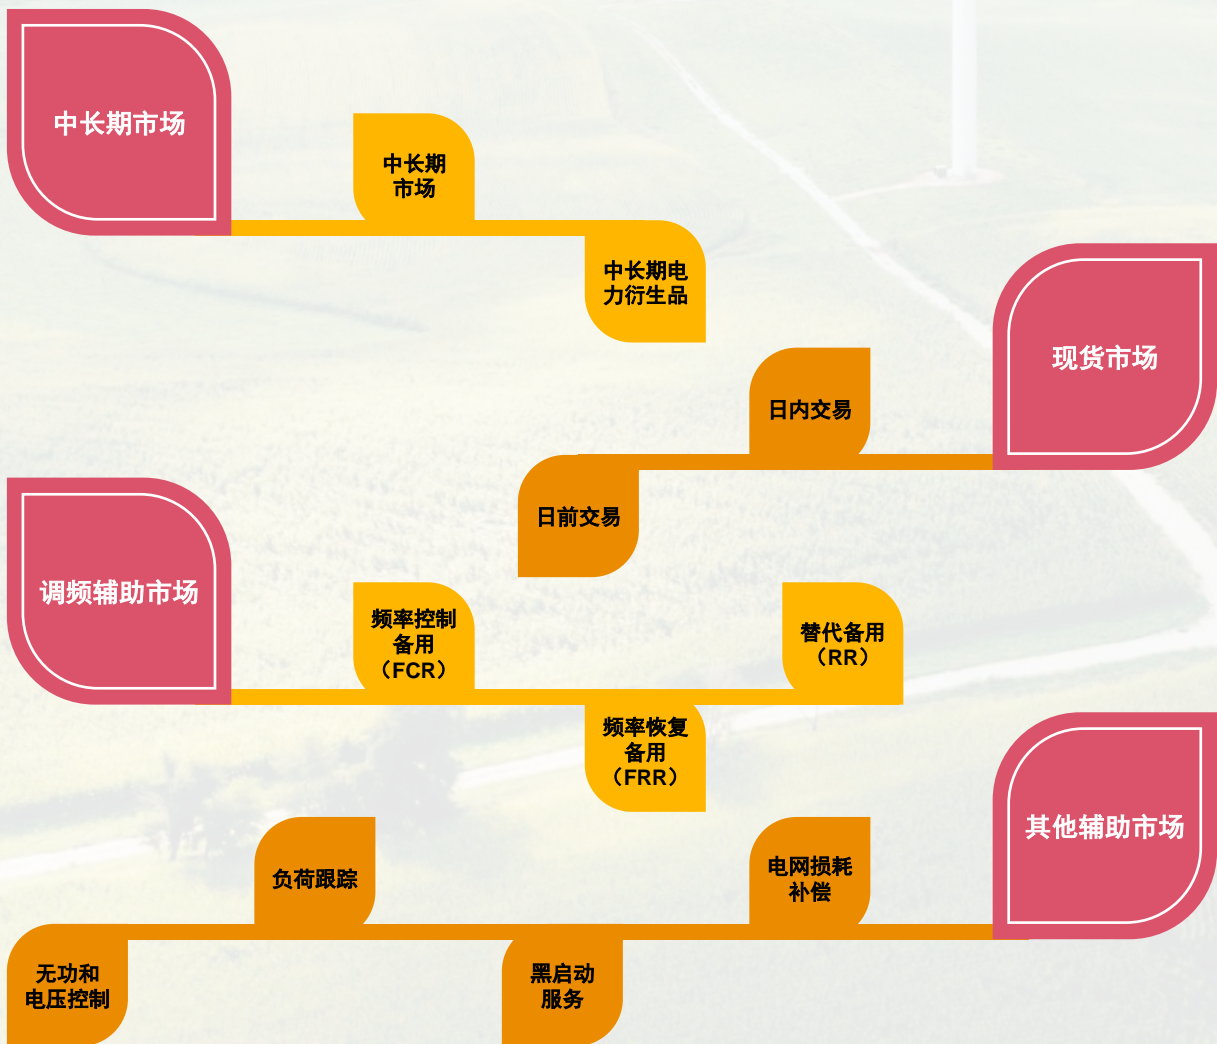 中长期市场
中长期
市场
中长期电
力衍生品
现货市场
日内交易
日前交易
调频辅助市场
频率控制
备用
（FCR）
替代备用
（RR）
频率恢复
备用
（FRR）
其他辅助市场
负荷跟踪
电网损耗
补偿
无功和
电压控制
黑启动
服务